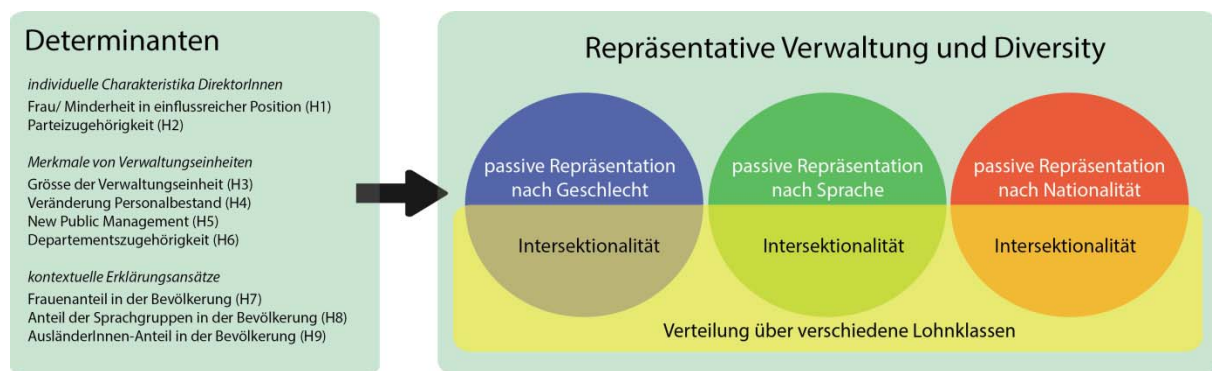 Determinanten
individuelle Charakteristika DirektorInnen
Frau/ Minderheit in einflussreicher Position (H1)
Parteizugehörigkeit (H2)
Merkmale von Verwaltungseinheiten
Grösse der Verwaltungseinheit (H3)
Veränderung Personalbestand (H4)
New Public Management (H5)
Departementszugehörigkeit (H6)
kontextuelle Erklärungsansätze
Frauenanteil in der Bevölkerung (H7)
Anteil der Sprachgruppen in der Bevölkerung (H8)
AusländerInnen-Anteil in der Bevölkerung (H9)
Repräsentative Verwaltung und Diversity
passive Repräsentation
nach Geschlecht
Intersektionalität
passive Repräsentation
nach Sprache
Intersektionalität
passive Repräsentation
nach Nationalität
Intersektionalität
Verteilung über verschiedene Lohnklassen